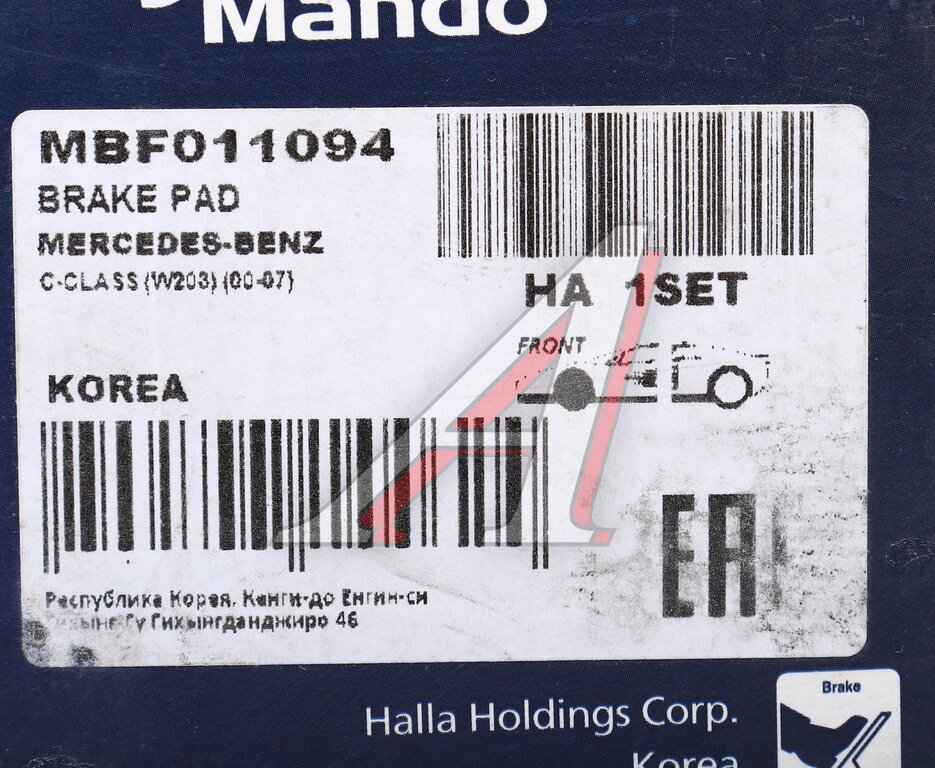 Mando
MBF011094
BRAKE PAD
MERCEDES-BENZ
C-CLASS (W203) (00-07)
HA 1SET
FRONT
KOREA
EAC
Республика Корея, Кенги-до Енгин-си
Гихынг-Гу Гихынгданджиро 46
Halla Holdings Corp.
Korea
Brake